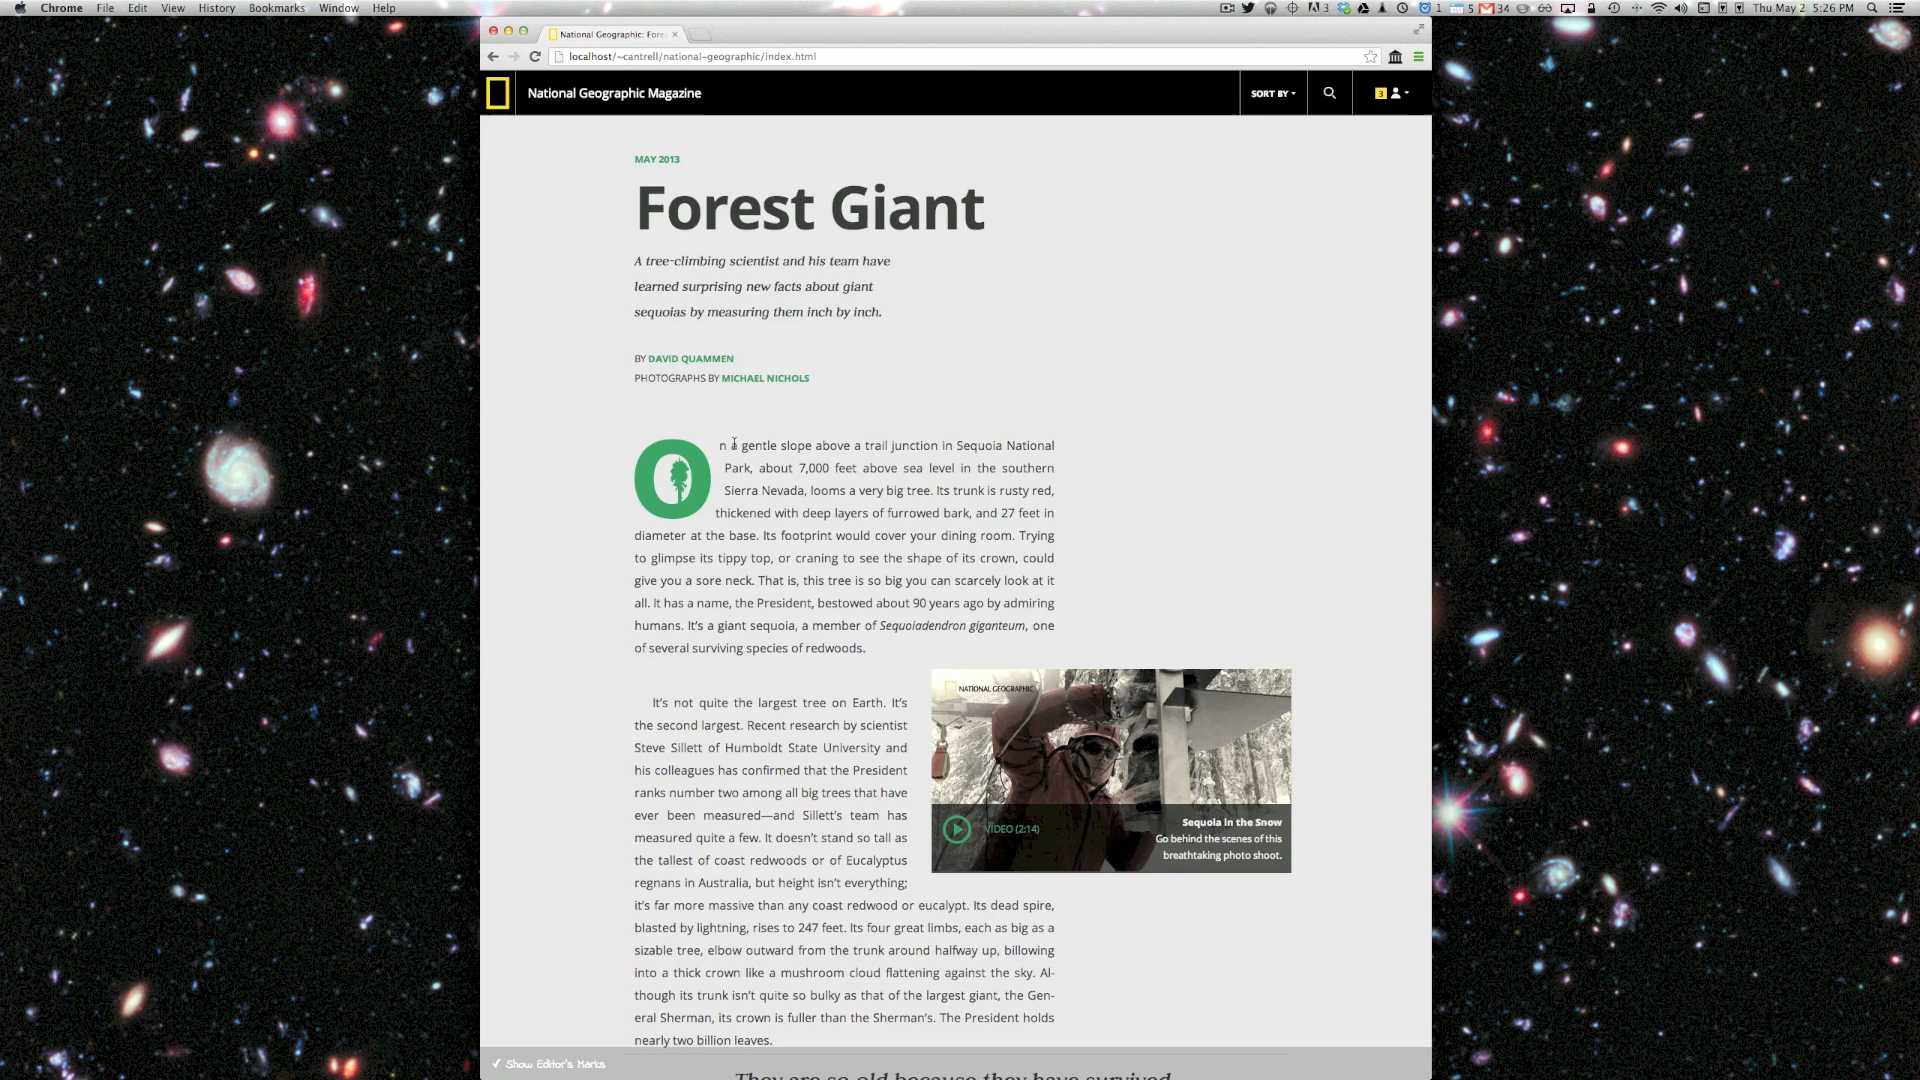 Chrome File Edit View History Bookmarks Window Help
3 1 5 34 Thu May 2 5:26 PM
National Geographic: Fore
localhost/~cantrell/national-geographic/index.html
National Geographic Magazine
SORT BY
3
MAY 2013
Forest Giant
A tree-climbing scientist and his team have
learned surprising new facts about giant
sequoias by measuring them inch by inch.
BY DAVID QUAMMEN
PHOTOGRAPHS BY MICHAEL NICHOLS
On a gentle slope above a trail junction in Sequoia National
Park, about 7,000 feet above sea level in the southern
Sierra Nevada, looms a very big tree. Its trunk is rusty red,
thickened with deep layers of furrowed bark, and 27 feet in
diameter at the base. Its footprint would cover your dining room. Trying
to glimpse its tippy top, or craning to see the shape of its crown, could
give you a sore neck. That is, this tree is so big you can scarcely look at it
all. It has a name, the President, bestowed about 90 years ago by admiring
humans. It's a giant sequoia, a member of Sequoiadendron giganteum, one
of several surviving species of redwoods.
It's not quite the largest tree on Earth. It's
the second largest. Recent research by scientist
Steve Sillett of Humboldt State University and
his colleagues has confirmed that the President
ranks number two among all big trees that have
ever been measured—and Sillett's team has
measured quite a few. It doesn't stand so tall as
the tallest of coast redwoods or of Eucalyptus
regnans in Australia, but height isn't everything;
it's far more massive than any coast redwood or eucalypt. Its dead spire,
blasted by lightning, rises to 247 feet. Its four great limbs, each as big as a
sizable tree, elbow outward from the trunk around halfway up, billowing
into a thick crown like a mushroom cloud flattening against the sky. Al-
though its trunk isn't quite so bulky as that of the largest giant, the Gen-
eral Sherman, its crown is fuller than the Sherman's. The President holds
nearly two billion leaves.
NATIONAL GEOGRAPHIC
VIDEO (2:14)
Sequoia in the Snow
Go behind the scenes of this
breathtaking photo shoot.
✓ Show Editor's Marks
They are so old because they have survived